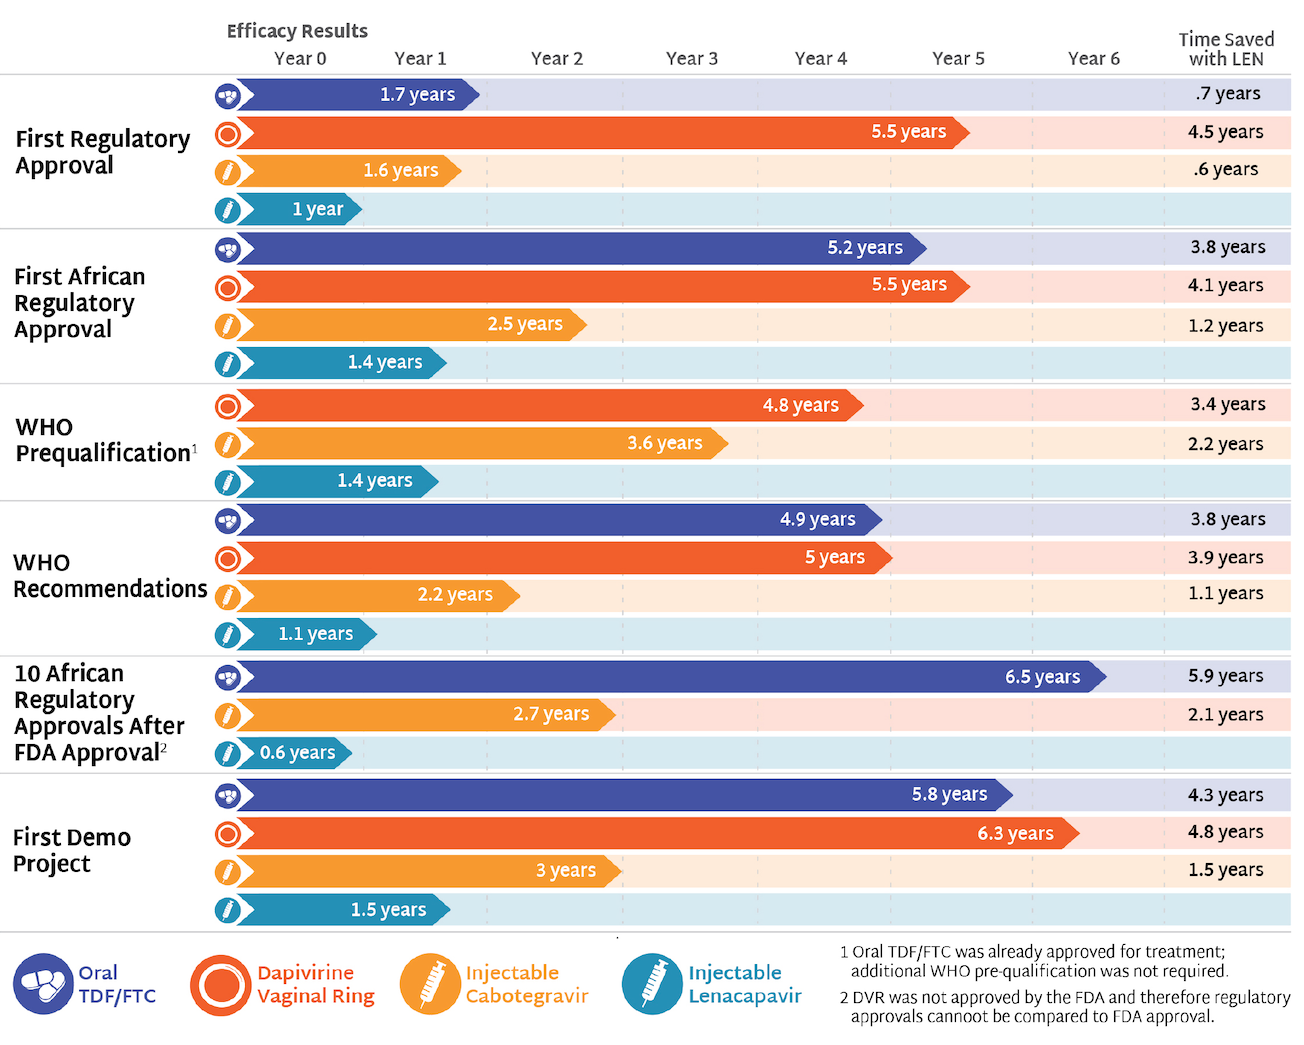 Efficacy Results
Year 0 Year 1 Year 2 Year 3 Year 4 Year 5 Year 6
Time Saved
with LEN
First Regulatory
Approval
1.7 years .7 years
5.5 years 4.5 years
1.6 years .6 years
1 year
First African
Regulatory
Approval
5.2 years 3.8 years
5.5 years 4.1 years
2.5 years 1.2 years
1.4 years
WHO
Prequalification¹
4.8 years 3.4 years
3.6 years 2.2 years
1.4 years
WHO
Recommendations
4.9 years 3.8 years
5 years 3.9 years
2.2 years 1.1 years
1.1 years
10 African
Regulatory
Approvals After
FDA Approval²
6.5 years 5.9 years
2.7 years 2.1 years
0.6 years
First Demo
Project
5.8 years 4.3 years
6.3 years 4.8 years
3 years 1.5 years
1.5 years
Oral
TDF/FTC
Dapivirine
Vaginal Ring
Injectable
Cabotegravir
Injectable
Lenacapavir
1 Oral TDF/FTC was already approved for treatment;
additional WHO pre-qualification was not required.
2 DVR was not approved by the FDA and therefore regulatory
approvals cannoot be compared to FDA approval.